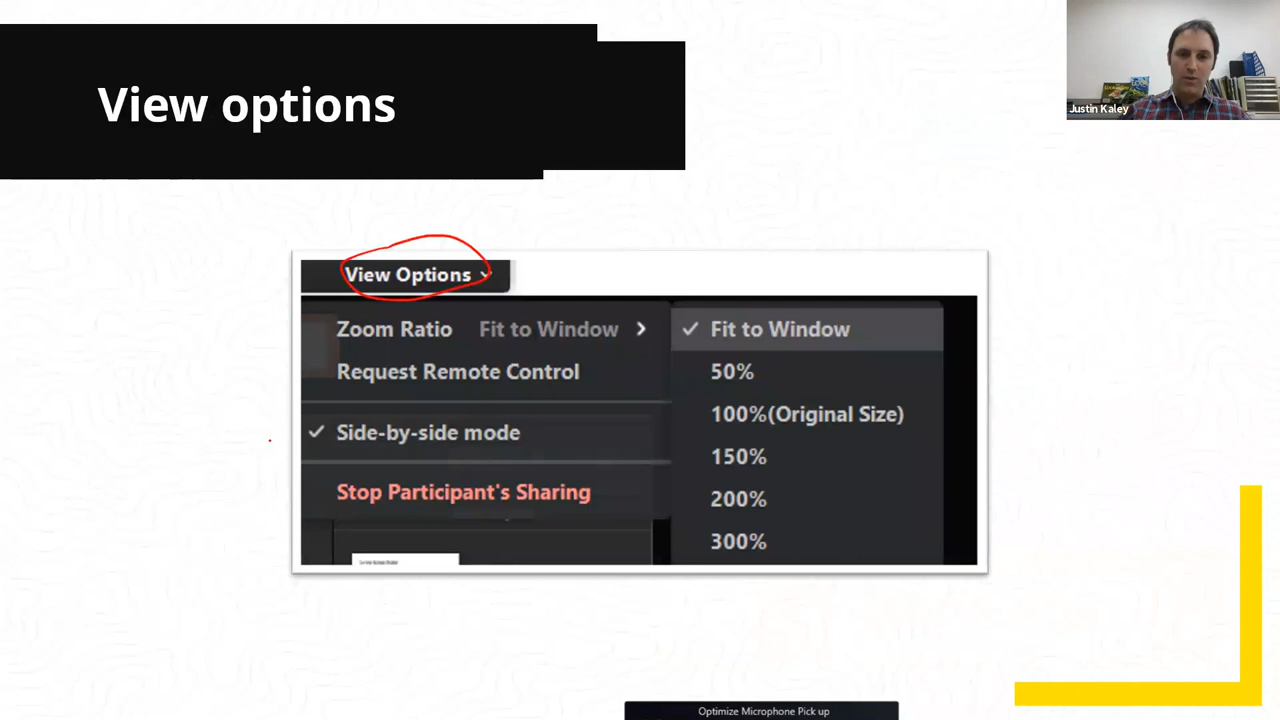 View options
Justin Kaley
View Options
Zoom Ratio Fit to Window
Request Remote Control
Side-by-side mode
Stop Participant's Sharing
Fit to Window
50%
100%(Original Size)
150%
200%
300%
Optimize Microphone Pick up